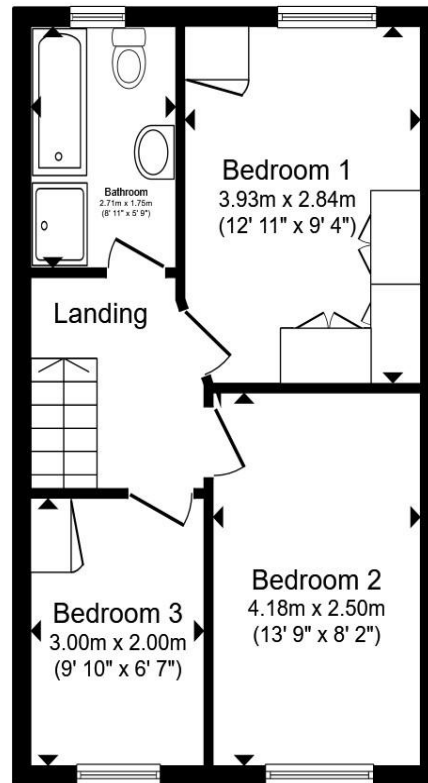 Bathroom
2.71m x 1.75m
(8' 11" x 5' 9")
Bedroom 1
3.93m x 2.84m
(12' 11" x 9' 4")
Landing
Bedroom 2
4.18m x 2.50m
(13' 9" x 8' 2")
Bedroom 3
3.00m x 2.00m
(9' 10" x 6' 7")